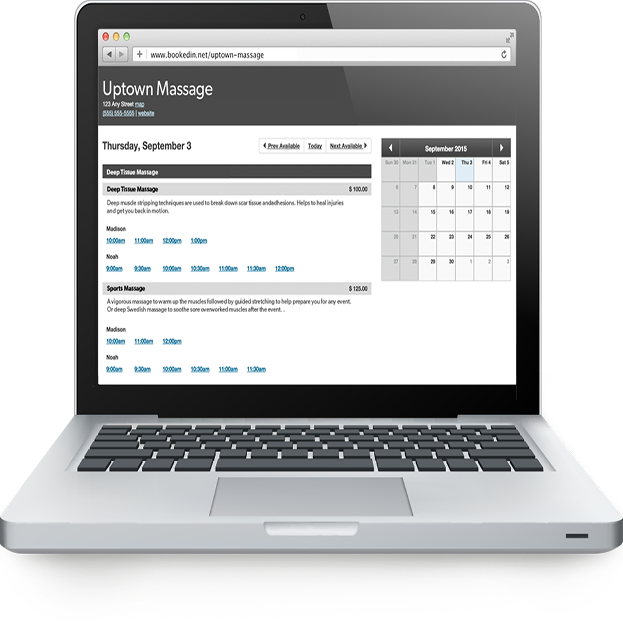 www.bookedin.net/uptown-massage
Uptown Massage
123 Any Street map
(555) 555-5555 | website
Thursday, September 3
Prev Available Today Next Available
Deep Tissue Massage
Deep Tissue Massage $ 100.00
Deep muscle stripping techniques are used to break down scar tissue andadhesions. Helps to heal injuries
and get you back in motion.
Madison
10:00am 11:00am 12:00pm 1:00pm
Noah
9:00am 9:30am 10:00am 10:30am 11:00am 11:30am 12:00pm
Sports Massage $ 125.00
A vigorous massage to warm up the muscles followed by guided stretching to help prepare you for any event.
Or deep Swedish massage to soothe sore overworked muscles after the event. .
Madison
10:00am 11:00am 12:00pm
Noah
9:00am 9:30am 10:00am 10:30am 11:00am 11:30am
September 2015
Sun 30 Mon 31 Tue 1 Wed 2 Thu 3 Fri 4 Sat 5
6 7 8 9 10 11 12
13 14 15 16 17 18 19
20 21 22 23 24 25 26
27 28 29 30 1 2 3